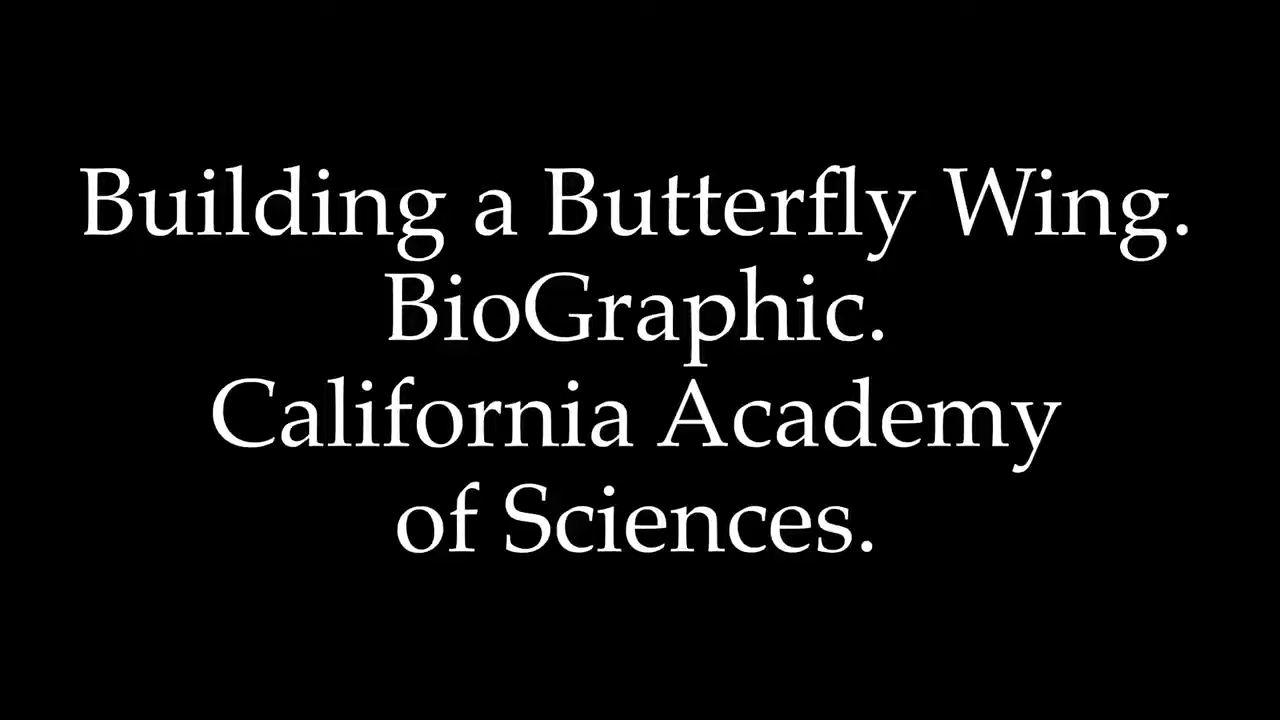 Building a Butterfly Wing.
BioGraphic.
California Academy
of Sciences.